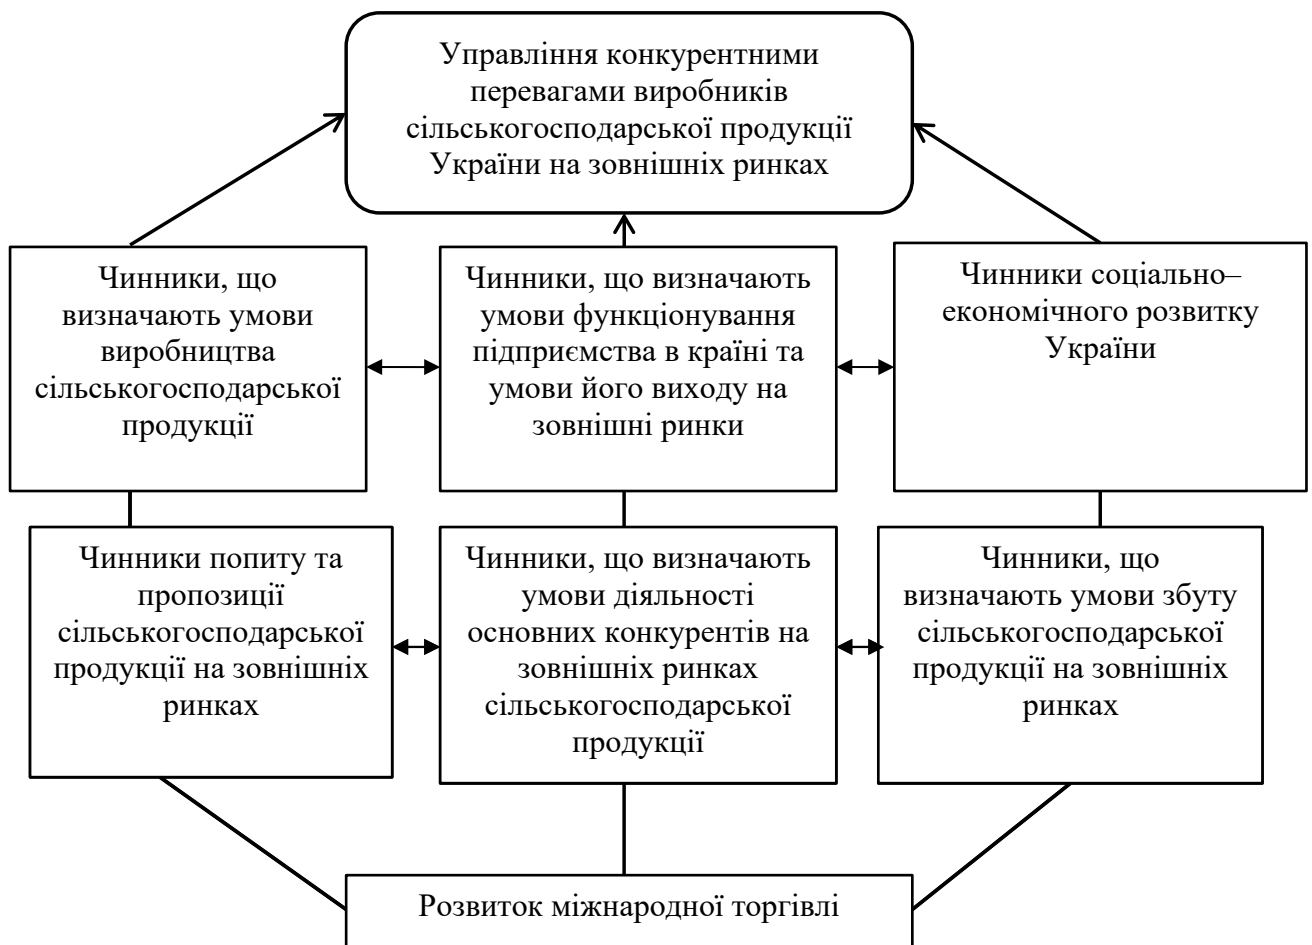 Управління конкурентними
перевагами виробників
сільськогосподарської продукції
України на зовнішніх ринках
Чинники, що
визначають умови
виробництва
сільськогосподарської
продукції
Чинники, що визначають
умови функціонування
підприємства в країні та
умови його виходу на
зовнішні ринки
Чинники соціально–
економічного розвитку
України
Чинники попиту та
пропозиції
сільськогосподарської
продукції на зовнішніх
ринках
Чинники, що визначають
умови діяльності
основних конкурентів на
зовнішніх ринках
сільськогосподарської
продукції
Чинники, що
визначають умови збуту
сільськогосподарської
продукції на зовнішніх
ринках
Розвиток міжнародної торгівлі